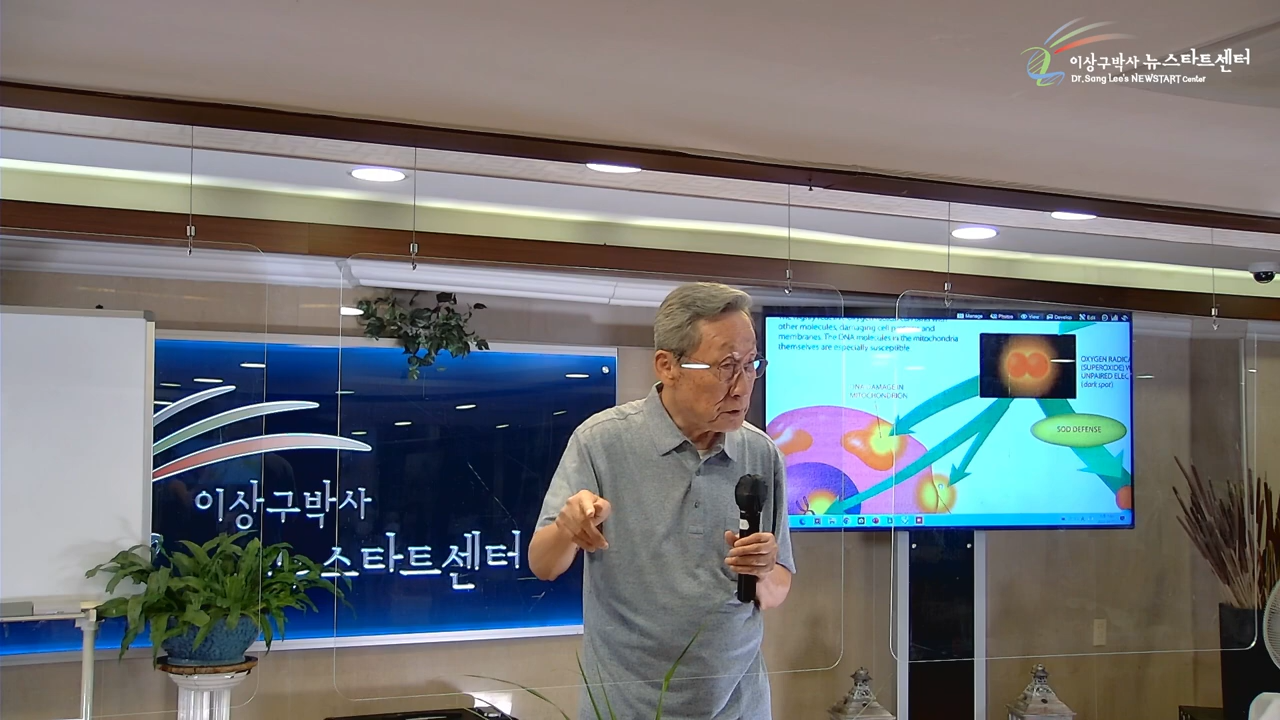 이상구박사 뉴스타트센터
Dr. Sang Lee's NEWSTART Center
이상구박사
스타트센터
other molecules, damaging cell and
membranes. The DNA molecules in the mitochondria
themselves are especially susceptible.
Manage Photos View Develop Edit
OXYGEN RADICA
(SUPEROXIDE) W
UNPAIRED ELEC
(dark spot)
DNA DAMAGE IN
MITOCHONDRION
SOD DEFENSE